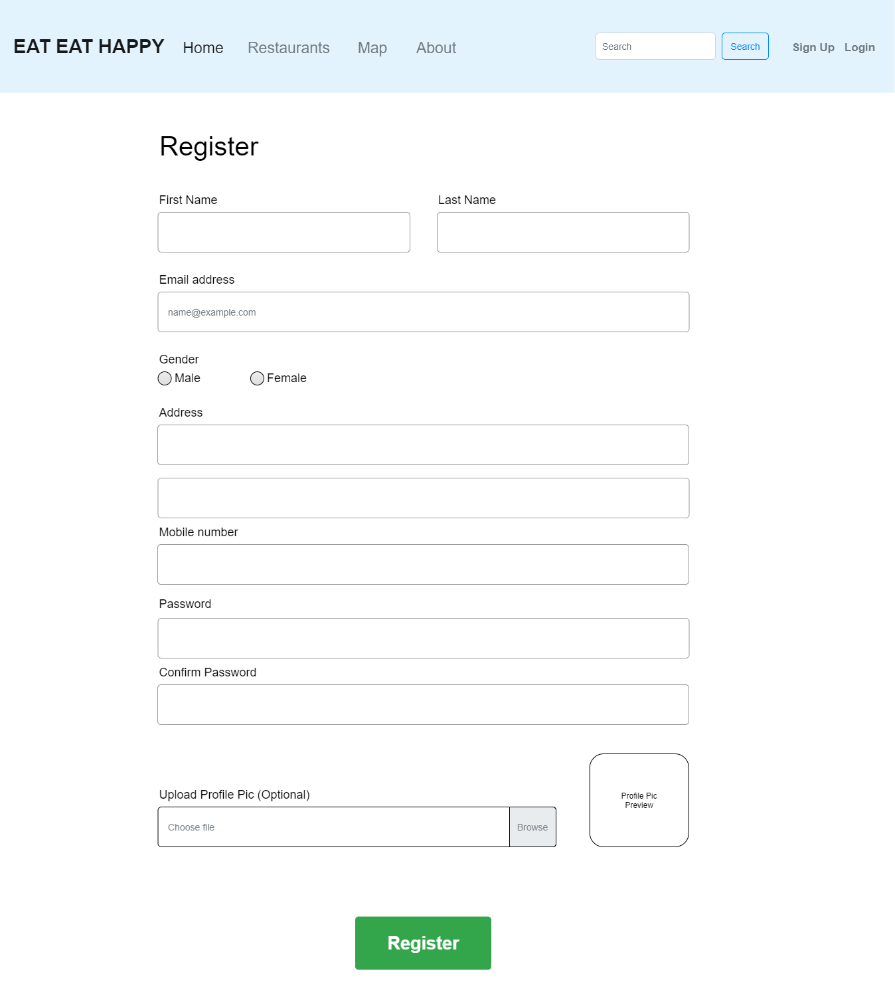 EAT EAT HAPPY Home Restaurants Map About Search Search Sign Up Login
Register
First Name Last Name
Email address
name@example.com
Gender
Male Female
Address
Mobile number
Password
Confirm Password
Profile Pic
Preview
Upload Profile Pic (Optional)
Choose file Browse
Register